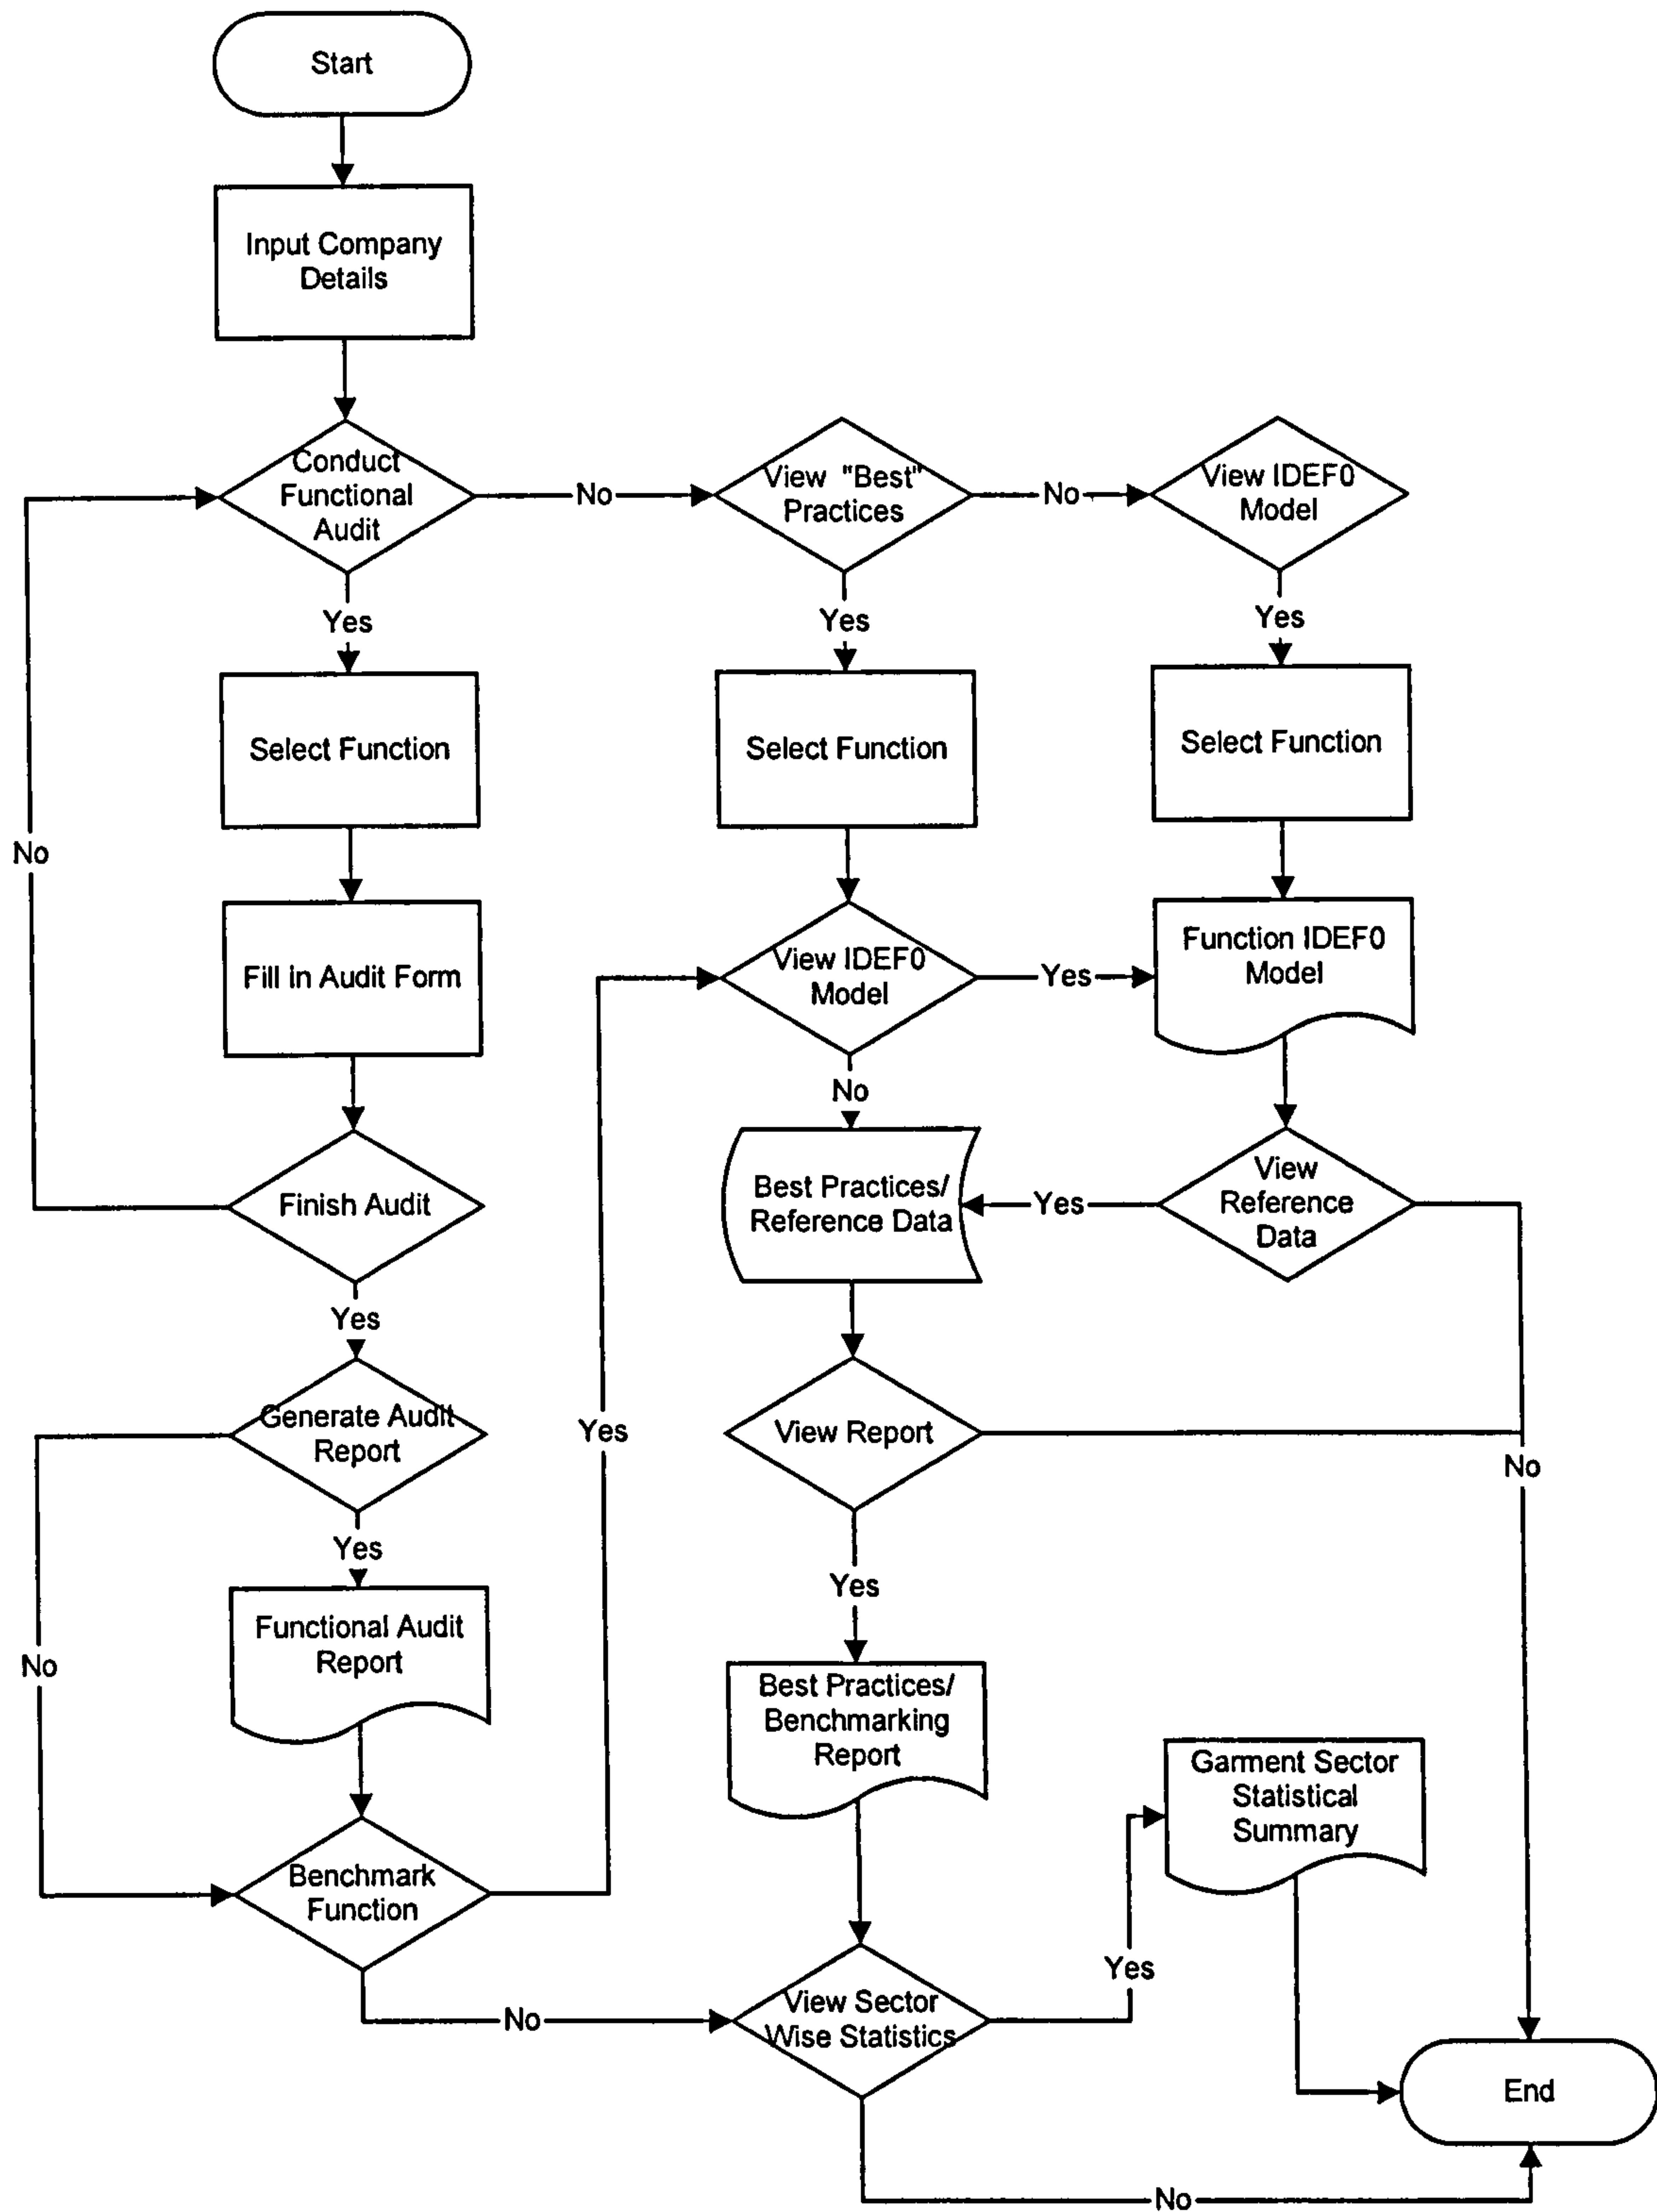 Start
Input Company
Details
Conduct
Functional
Audit
No
View "Best"
Practices
No
View IDEF0
Model
Yes
Yes
Yes
Select Function
Select Function
Select Function
No
Fill in Audit Form
View IDEF0
Model
Yes
Function IDEF0
Model
No
Finish Audit
Best Practices/
Reference Data
Yes
View
Reference
Data
Yes
Generate Audit
Report
Yes
View Report
No
Yes
Yes
No
Functional Audit
Report
Best Practices/
Benchmarking
Report
Garment Sector
Statistical
Summary
Benchmark
Function
Yes
No
View Sector
Wise Statistics
End
No